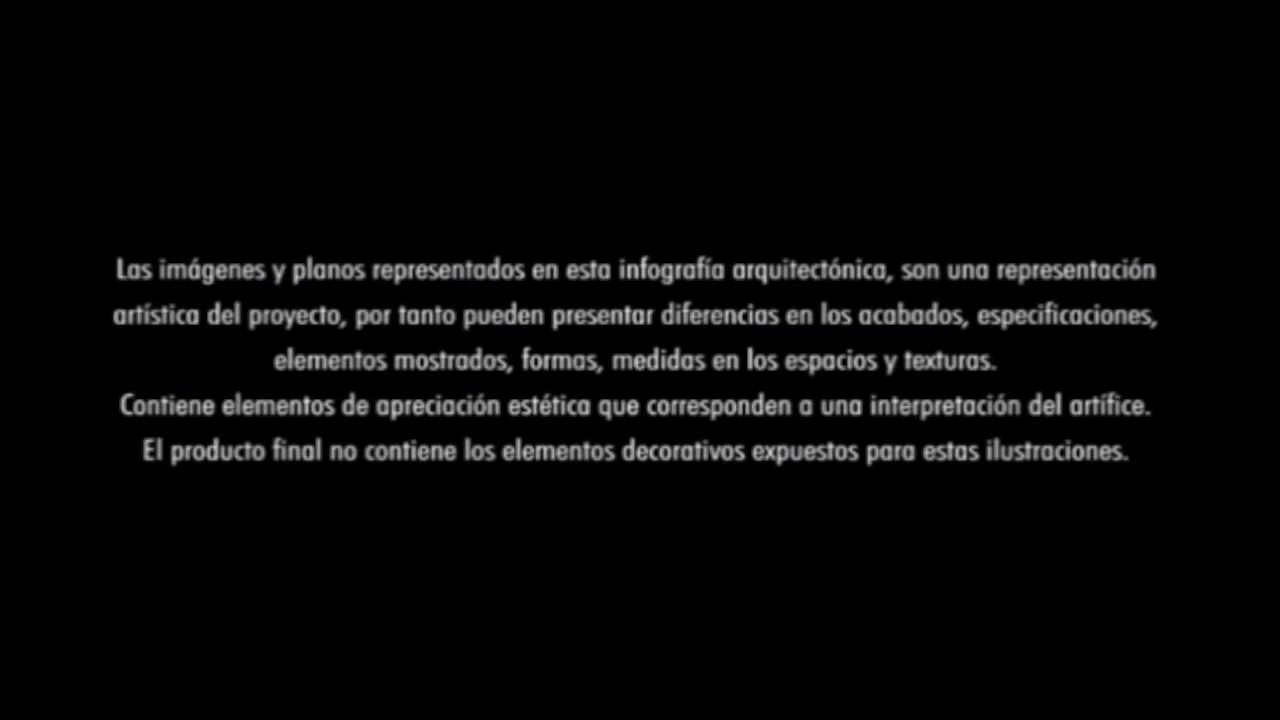 Las imágenes y planos representados en esta infografía arquitectónica, son una representación
artística del proyecto, por tanto pueden presentar diferencias en los acabados, especificaciones,
elementos mostrados, formas, medidas en los espacios y texturas.
Contiene elementos de apreciación estética que corresponden a una interpretación del artífice.
El producto final no contiene los elementos decorativos expuestos para estas ilustraciones.